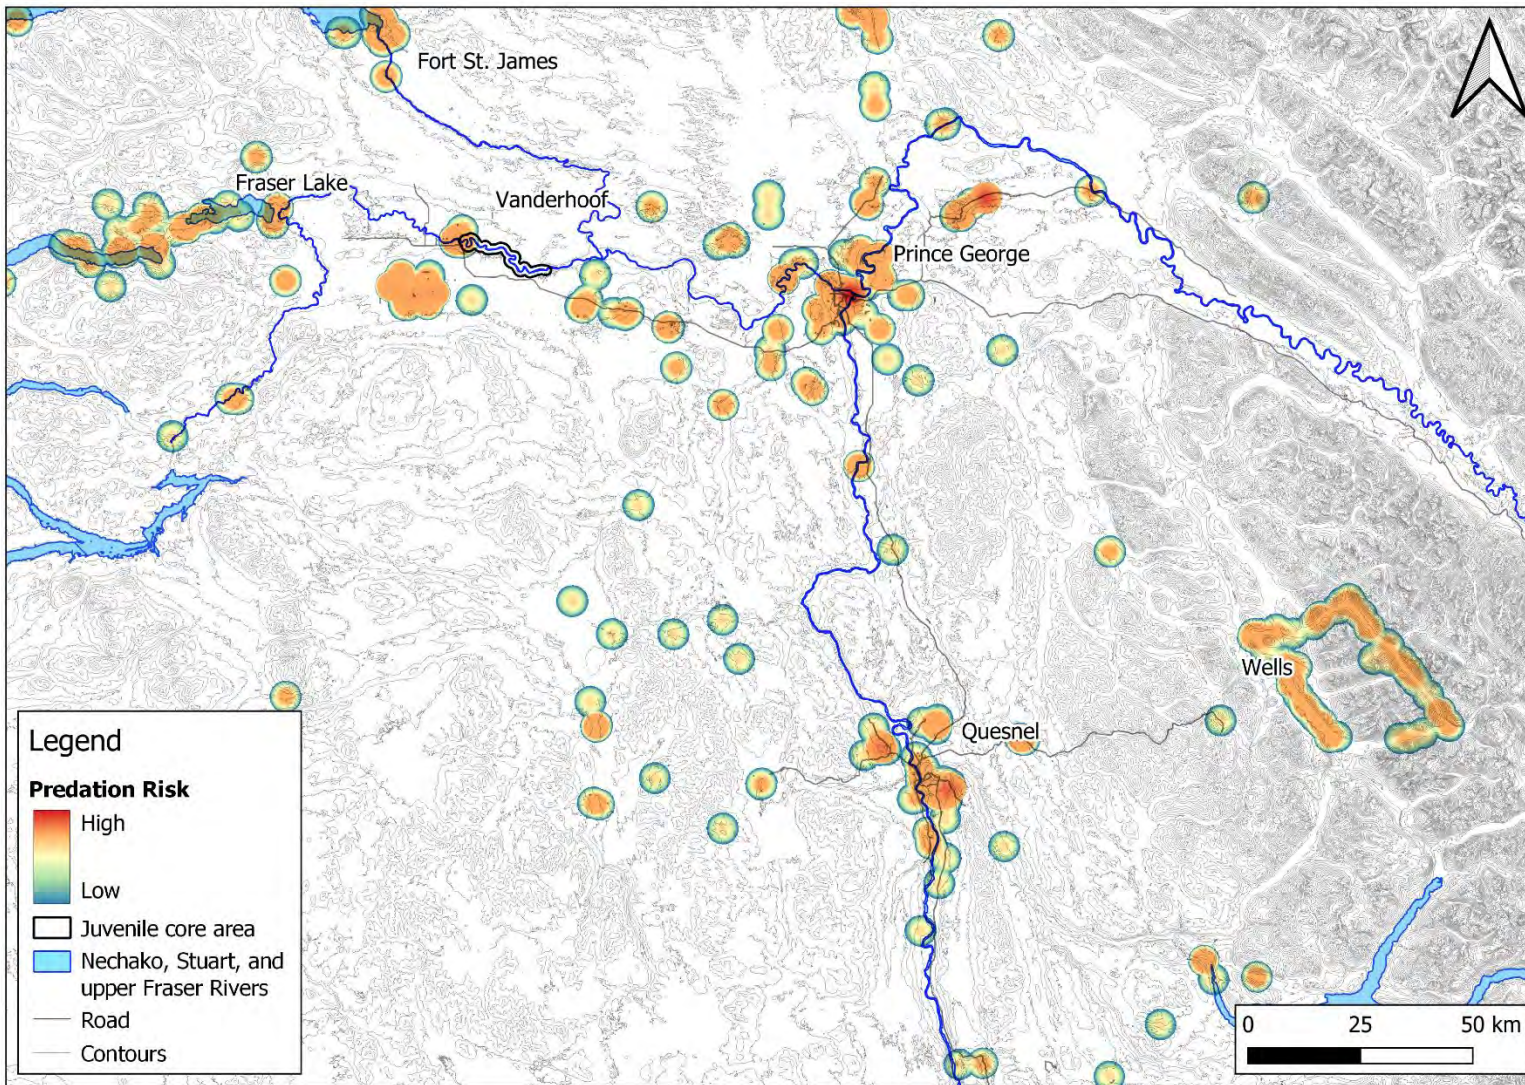 Fort St. James
Fraser Lake
Vanderhoof
Prince George
Wells
Quesnel
Legend
Predation Risk
High
Low
Juvenile core area
Nechako, Stuart, and
upper Fraser Rivers
Road
Contours
0 25 50 km